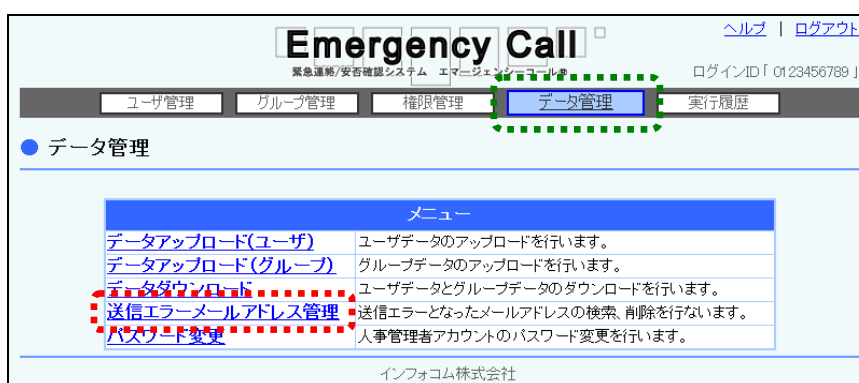 ヘルプ | ログアウト
Emergency Call
緊急連絡/安否確認システム エマージェンシーコール®
ログインID「 0123456789 」
ユーザ管理 グループ管理 権限管理 データ管理 実行履歴
データ管理
メニュー
データアップロード(ユーザ) ユーザデータのアップロードを行います。
データアップロード(グループ) グループデータのアップロードを行います。
データダウンロード ユーザデータとグループデータのダウンロードを行います。
送信エラーメールアドレス管理 送信エラーとなったメールアドレスの検索、削除を行ないます。
パスワード変更 人事管理者アカウントのパスワード変更を行います。
インフォコム株式会社